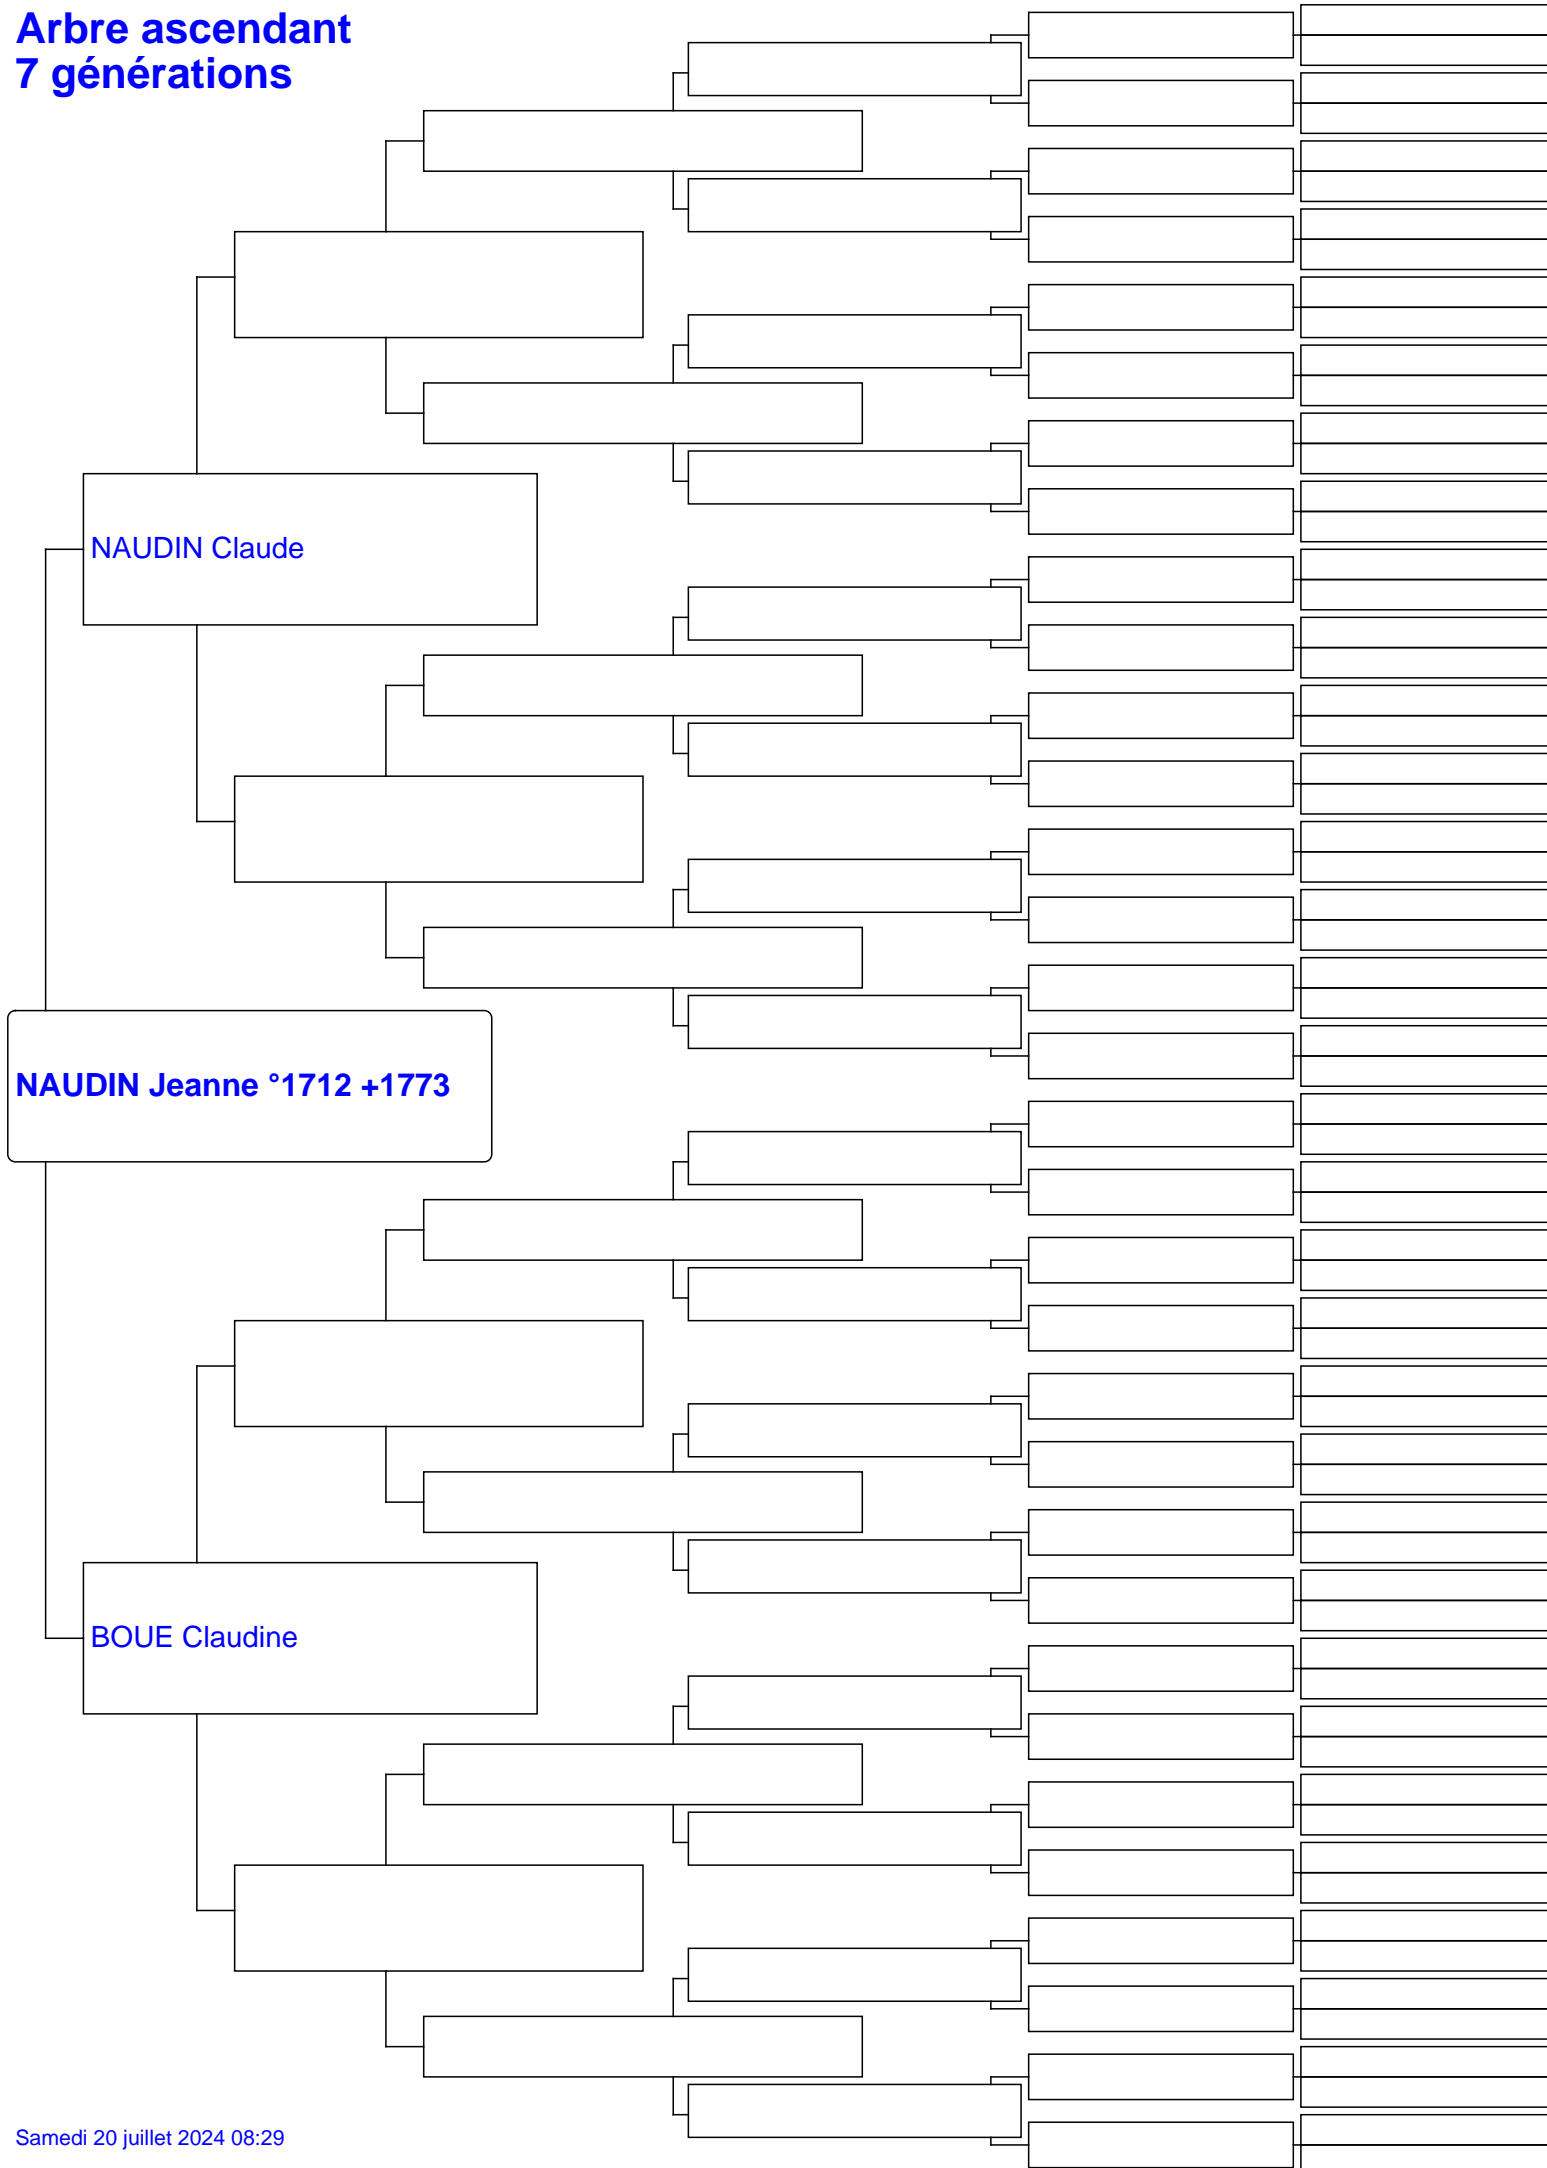 Arbre ascendant
7 générations
NAUDIN Claude
NAUDIN Jeanne °1712 +1773
BOUE Claudine
Samedi 20 juillet 2024 08:29